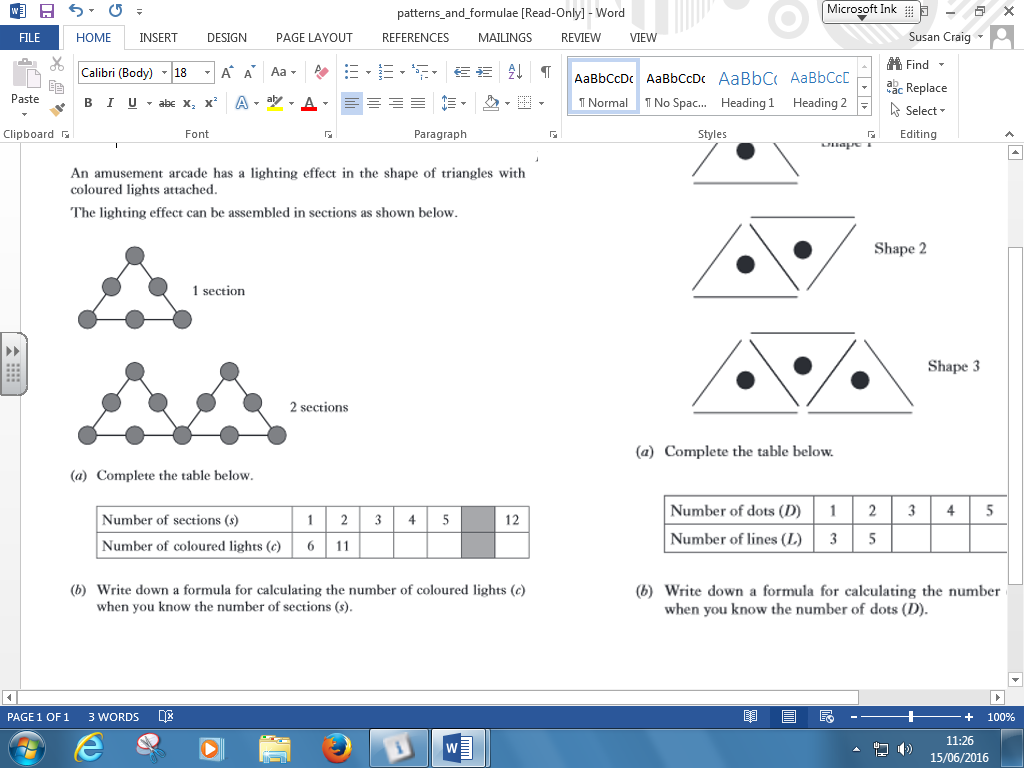 patterns_and_formulae [Read-Only] - Word
Microsoft Ink
FILE HOME INSERT DESIGN PAGE LAYOUT REFERENCES MAILINGS REVIEW VIEW
Susan Craig
Paste
Calibri (Body) 18
Aa
B I U abc X₂ X²
AaBbCcDc AaBbCcDc AaBbCc AaBbCcE
¶ Normal ¶ No Spac... Heading 1 Heading 2
Find
Replace
Select
Clipboard Font Paragraph Styles Editing
An amusement arcade has a lighting effect in the shape of triangles with
coloured lights attached.
The lighting effect can be assembled in sections as shown below.
1 section
2 sections
(a) Complete the table below.
Number of sections (s) 1 2 3 4 5 12
Number of coloured lights (c) 6 11
(b) Write down a formula for calculating the number of coloured lights (c)
when you know the number of sections (s).
Shape 1
Shape 2
Shape 3
(a) Complete the table below.
Number of dots (D) 1 2 3 4 5
Number of lines (L) 3 5
(b) Write down a formula for calculating the number
when you know the number of dots (D).
PAGE 1 OF 1 3 WORDS
100%
11:26
15/06/2016